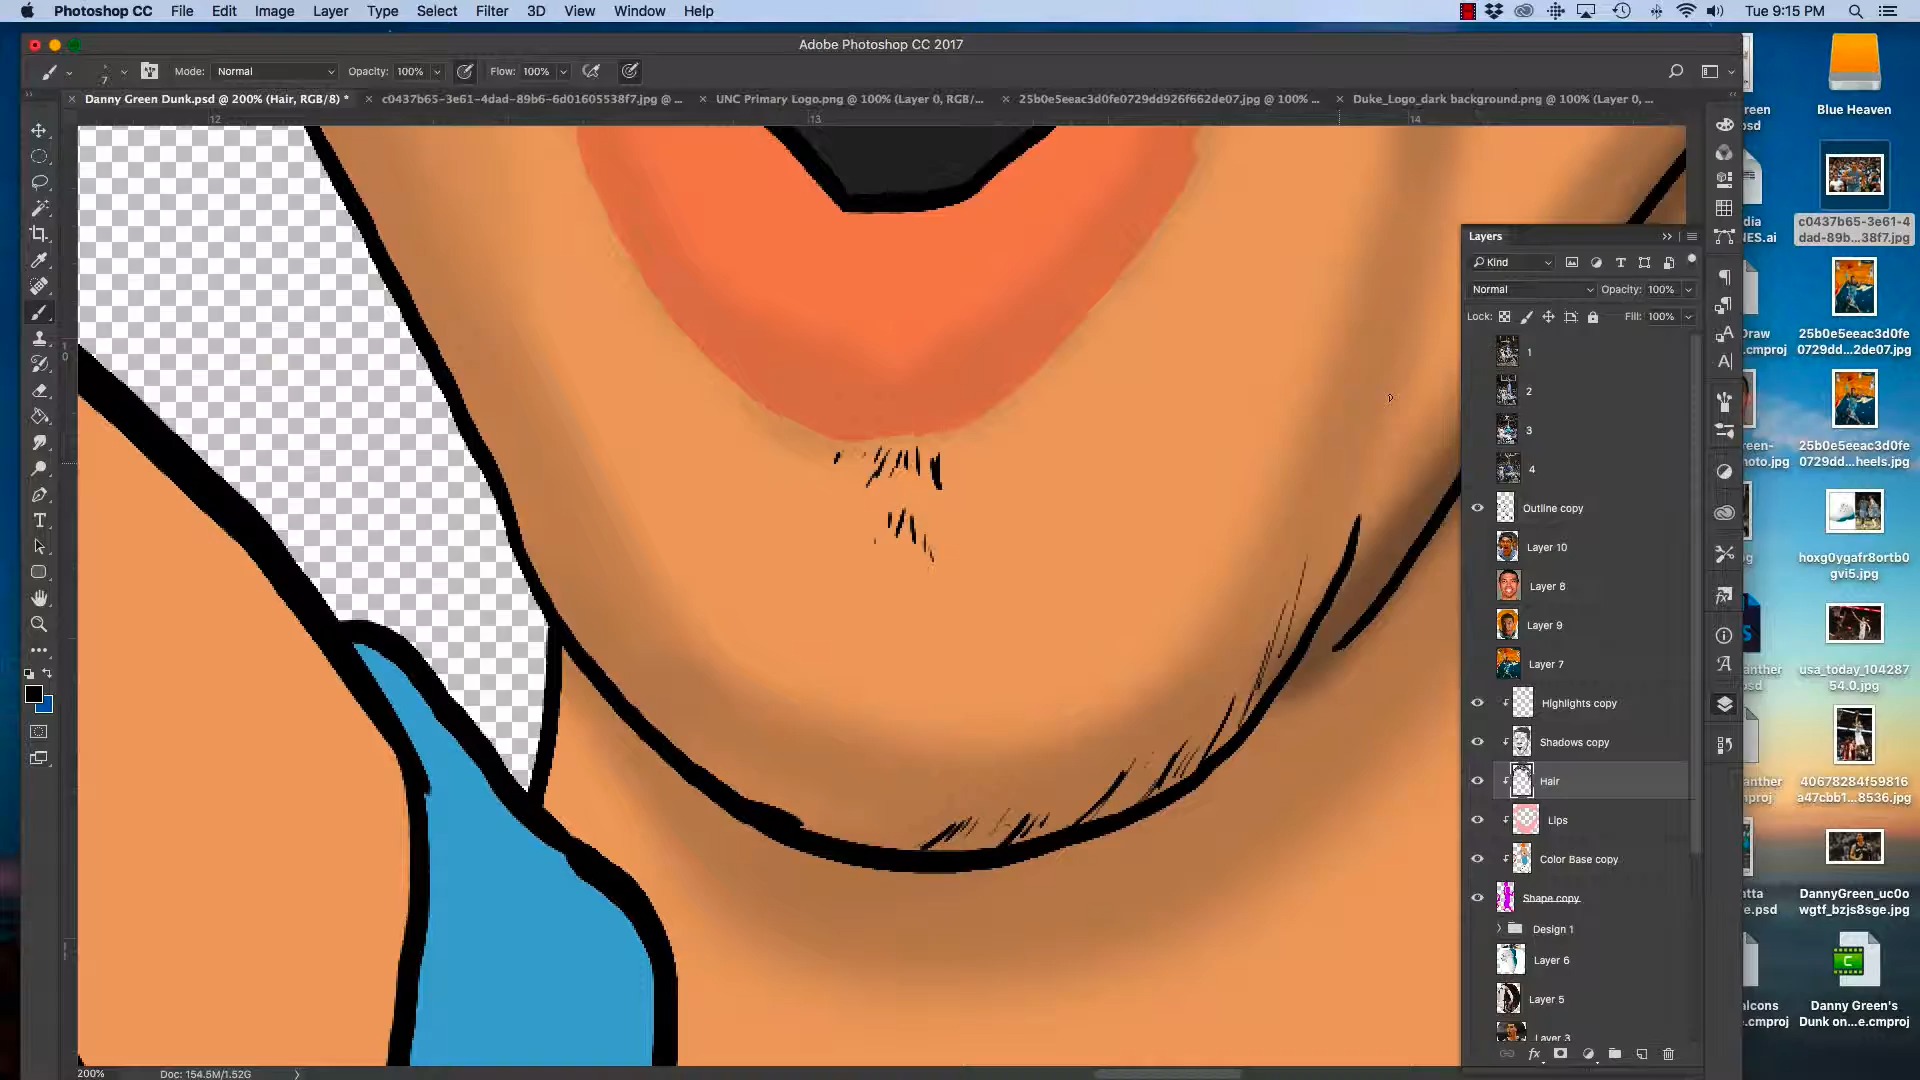 Photoshop CC File Edit Image Layer Type Select Filter 3D View Window Help Tue 9:15 PM
Adobe Photoshop CC 2017
7 Mode: Normal Opacity: 100% Flow: 100%
Danny Green Dunk.psd @ 200% (Hair, RGB/8) * c0437b65-3e61-4dad-89b6-6d01605538f7.jpg @ ... UNC Primary Logo.png @ 100% (Layer 0, RGB/... 25b0e5eeac3d0fe0729dd926f662de07.jpg @ 100% ... Duke_Logo_dark background.png @ 100% (Layer 0, ...
12 13 14
Layers
Kind
Normal Opacity: 100%
Lock: Fill: 100%
1
2
3
4
Outline copy
Layer 10
Layer 8
Layer 9
Layer 7
Highlights copy
Shadows copy
Hair
Lips
Color Base copy
Shape copy
Design 1
Layer 6
Layer 5
Layer 3
200% Doc: 154.5M/1.52G
Blue Heaven
c0437b65-3e61-4
dad-89b...38f7.jpg
25b0e5eeac3d0fe
0729dd...2de07.jpg
25b0e5eeac3d0fe
0729dd...heels.jpg
hoxg0ygafr8ortb0
gvi5.jpg
usa_today_104287
54.0.jpg
40678284f59816
a47cbb1...8536.jpg
DannyGreen_uc0o
wgtf_bzjs8sge.jpg
Danny Green's
Dunk on...e.cmproj